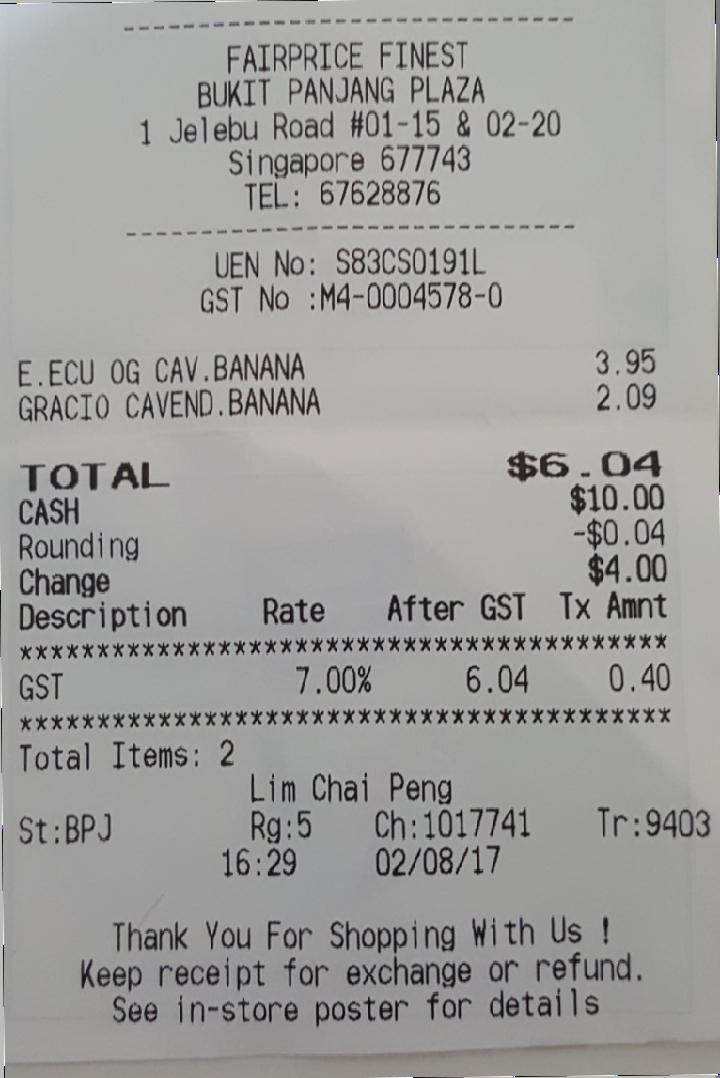 --------------------------------
FAIRPRICE FINEST
BUKIT PANJANG PLAZA
1 Jelebu Road #01-15 & 02-20
Singapore 677743
TEL: 67628876
--------------------------------
UEN No: S83CS0191L
GST No :M4-0004578-0
E.ECU OG CAV.BANANA 3.95
GRACIO CAVEND.BANANA 2.09
TOTAL $6.04
CASH $10.00
Rounding -$0.04
Change $4.00
Description Rate After GST Tx Amnt
******************************************
GST 7.00% 6.04 0.40
******************************************
Total Items: 2
Lim Chai Peng
St:BPJ Rg:5 Ch:1017741 Tr:9403
16:29 02/08/17
Thank You For Shopping With Us !
Keep receipt for exchange or refund.
See in-store poster for details